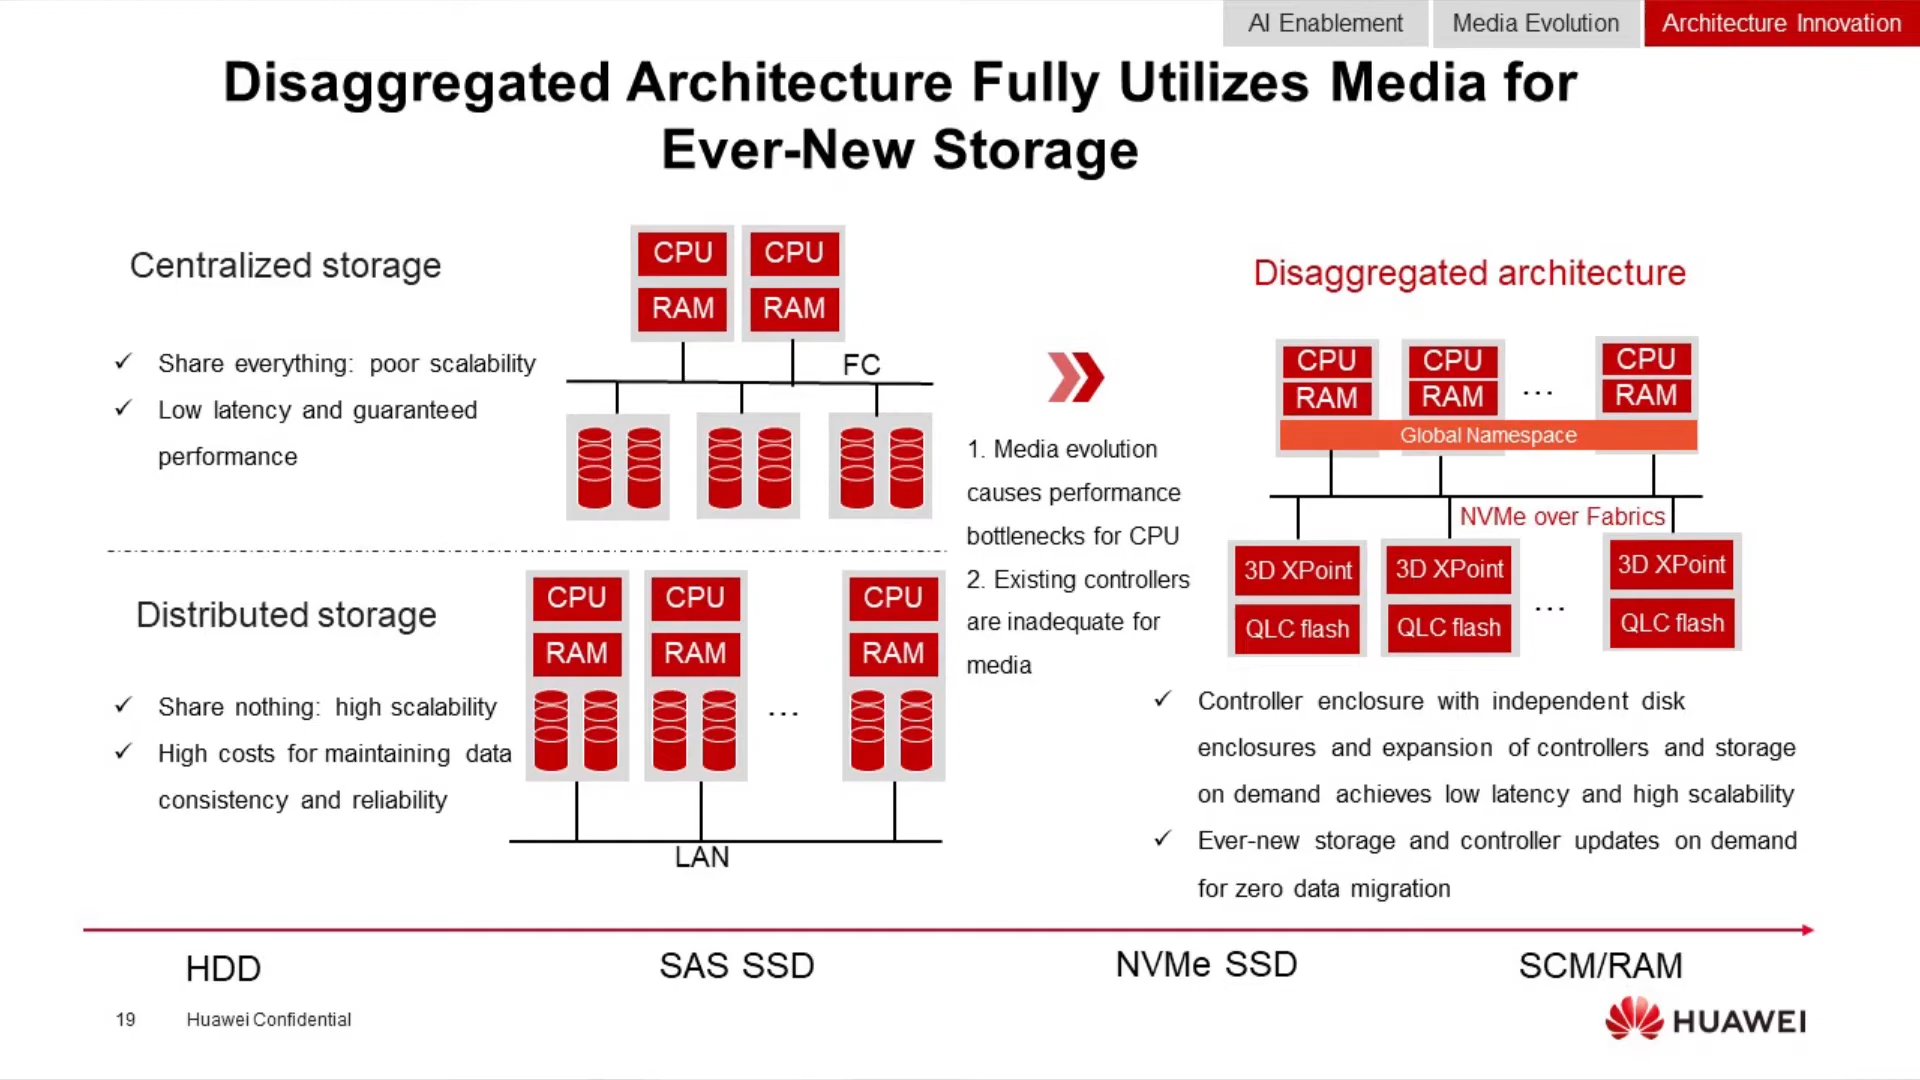 AI Enablement
Media Evolution
Architecture Innovation
Disaggregated Architecture Fully Utilizes Media for
Ever-New Storage
Centralized storage
✓ Share everything: poor scalability
✓ Low latency and guaranteed
performance
CPU CPU
RAM RAM
FC
Distributed storage
✓ Share nothing: high scalability
✓ High costs for maintaining data
consistency and reliability
CPU CPU CPU
RAM RAM RAM
...
LAN
1. Media evolution
causes performance
bottlenecks for CPU
2. Existing controllers
are inadequate for
media
Disaggregated architecture
CPU CPU CPU
RAM RAM ... RAM
Global Namespace
NVMe over Fabrics
3D XPoint 3D XPoint 3D XPoint
...
QLC flash QLC flash QLC flash
✓ Controller enclosure with independent disk
enclosures and expansion of controllers and storage
on demand achieves low latency and high scalability
✓ Ever-new storage and controller updates on demand
for zero data migration
HDD SAS SSD NVMe SSD SCM/RAM
19 Huawei Confidential
HUAWEI